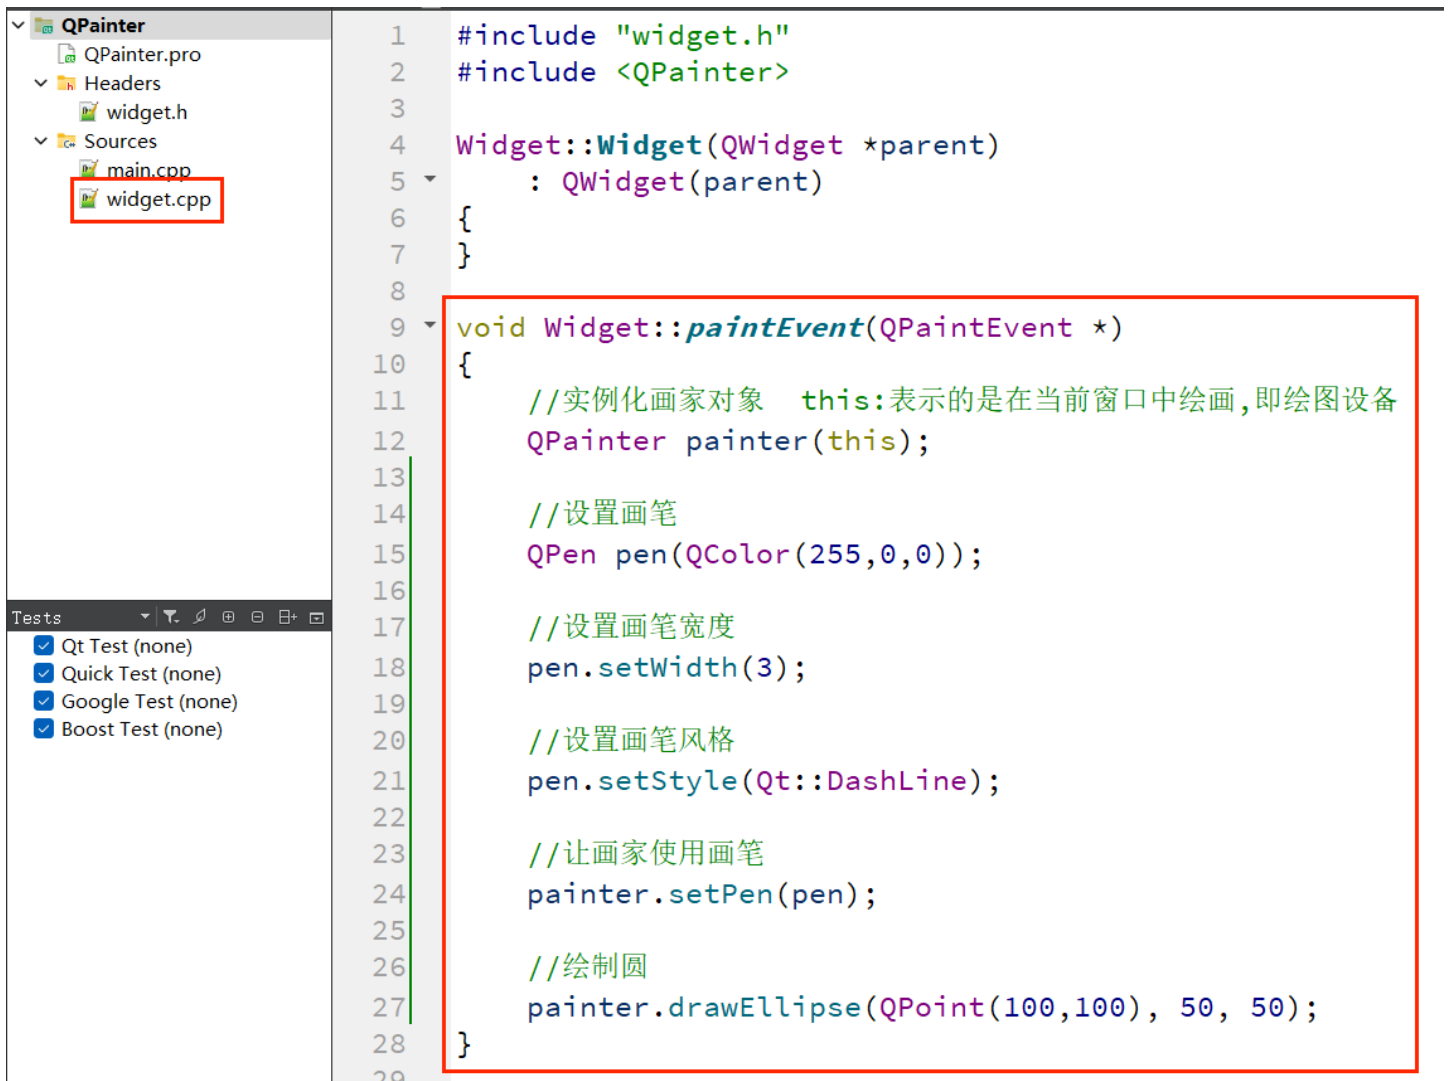 QPainter
QPainter.pro
Headers
widget.h
Sources
main.cpp
widget.cpp
Tests
Qt Test (none)
Quick Test (none)
Google Test (none)
Boost Test (none)
1 #include "widget.h"
2 #include <QPainter>
3
4 Widget::Widget(QWidget *parent)
5     : QWidget(parent)
6 {
7 }
8
9 void Widget::paintEvent(QPaintEvent *)
10 {
11     //实例化画家对象  this:表示的是在当前窗口中绘画,即绘图设备
12     QPainter painter(this);
13
14     //设置画笔
15     QPen pen(QColor(255,0,0));
16
17     //设置画笔宽度
18     pen.setWidth(3);
19
20     //设置画笔风格
21     pen.setStyle(Qt::DashLine);
22
23     //让画家使用画笔
24     painter.setPen(pen);
25
26     //绘制圆
27     painter.drawEllipse(QPoint(100,100), 50, 50);
28 }
29